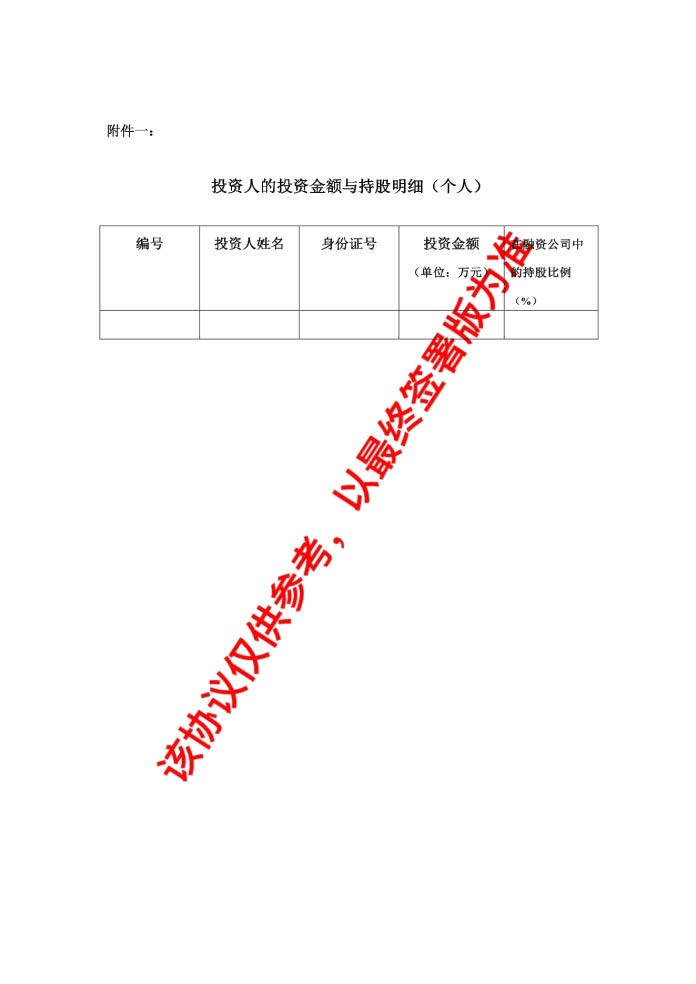 附件一：
投资人的投资金额与持股明细（个人）
编号
投资人姓名
身份证号
投资金额
（单位：万元）
在融资公司中
的持股比例
（%）
该协议仅供参考，以最终签署版为准